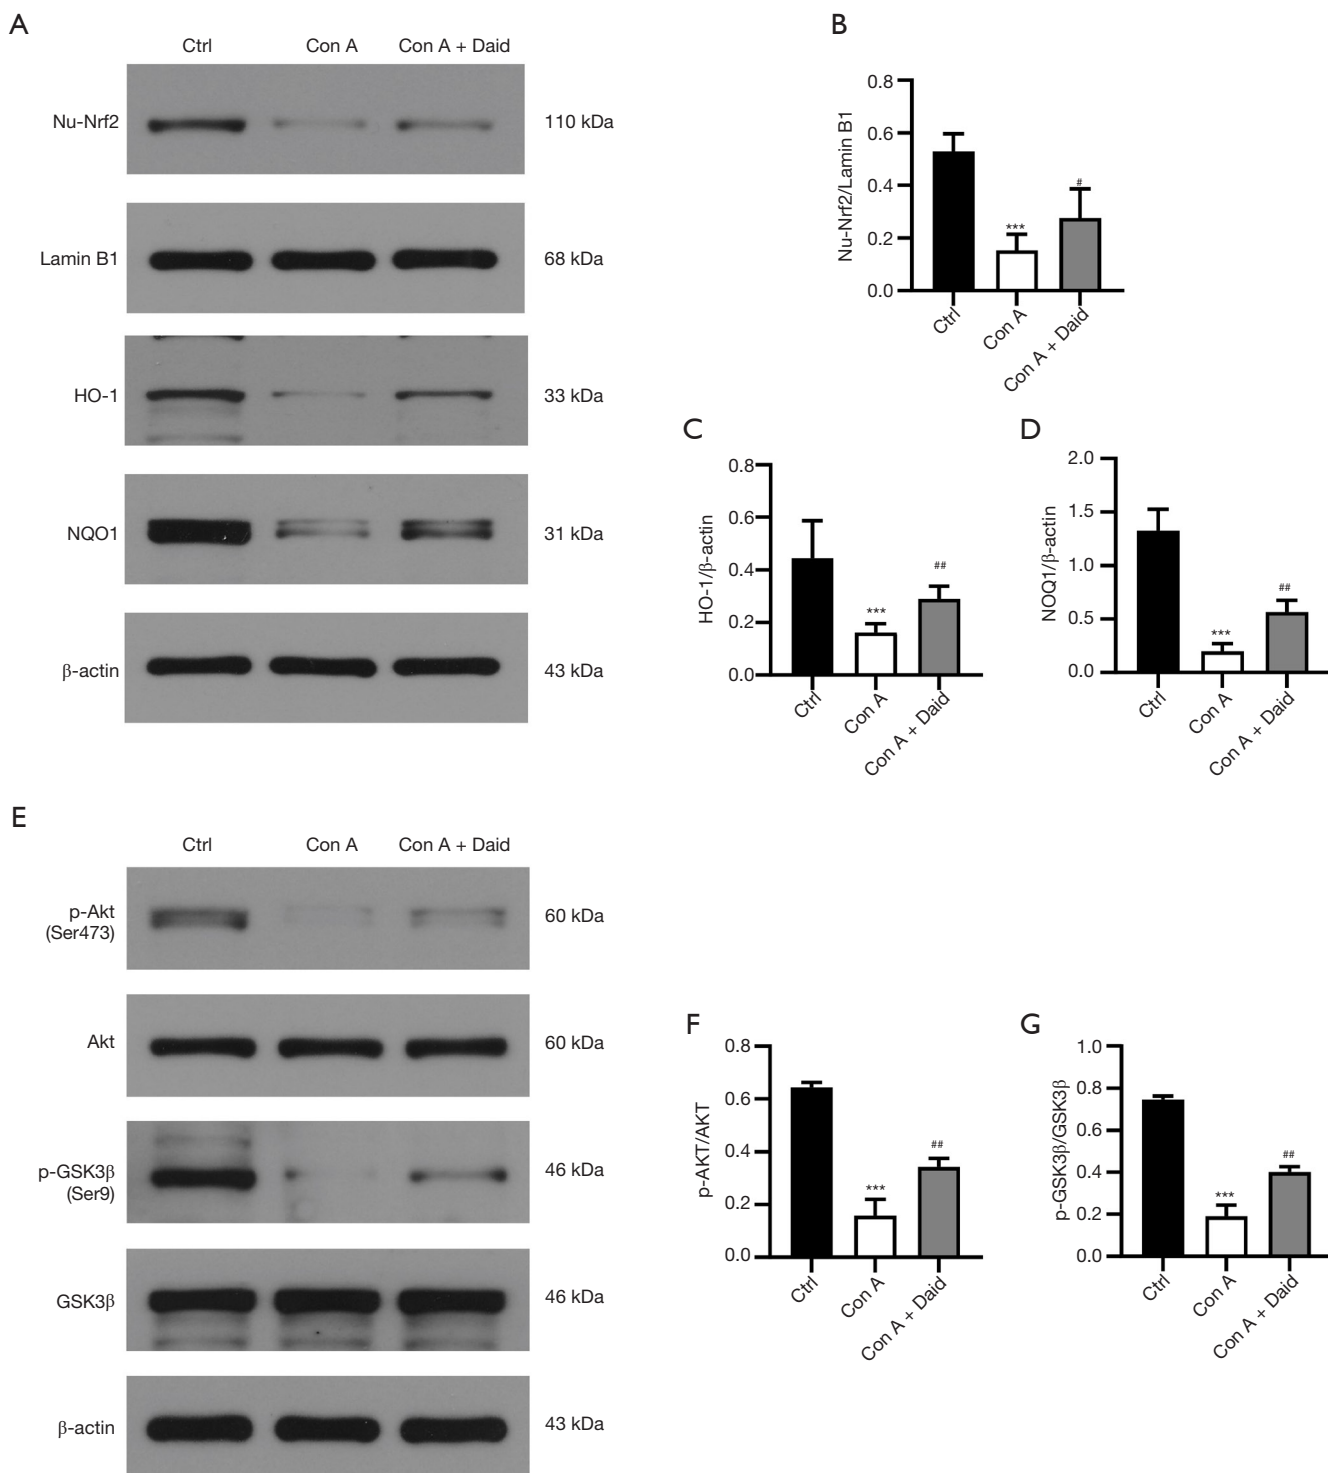 A
Ctrl Con A Con A + Daid
Nu-Nrf2 110 kDa
Lamin B1 68 kDa
HO-1 33 kDa
NQO1 31 kDa
β-actin 43 kDa
B
Nu-Nrf2/Lamin B1
0.8
0.6
0.4
0.2
0.0
***
#
Ctrl
Con A
Con A + Daid
C
HO-1/β-actin
0.8
0.6
0.4
0.2
0.0
***
##
Ctrl
Con A
Con A + Daid
D
NOQ1/β-actin
2.0
1.5
1.0
0.5
0.0
***
##
Ctrl
Con A
Con A + Daid
E
Ctrl Con A Con A + Daid
p-Akt
(Ser473)
60 kDa
Akt 60 kDa
p-GSK3β
(Ser9)
46 kDa
GSK3β 46 kDa
β-actin 43 kDa
F
p-AKT/AKT
0.8
0.6
0.4
0.2
0.0
***
##
Ctrl
Con A
Con A + Daid
G
p-GSK3β/GSK3β
1.0
0.8
0.6
0.4
0.2
0.0
***
##
Ctrl
Con A
Con A + Daid